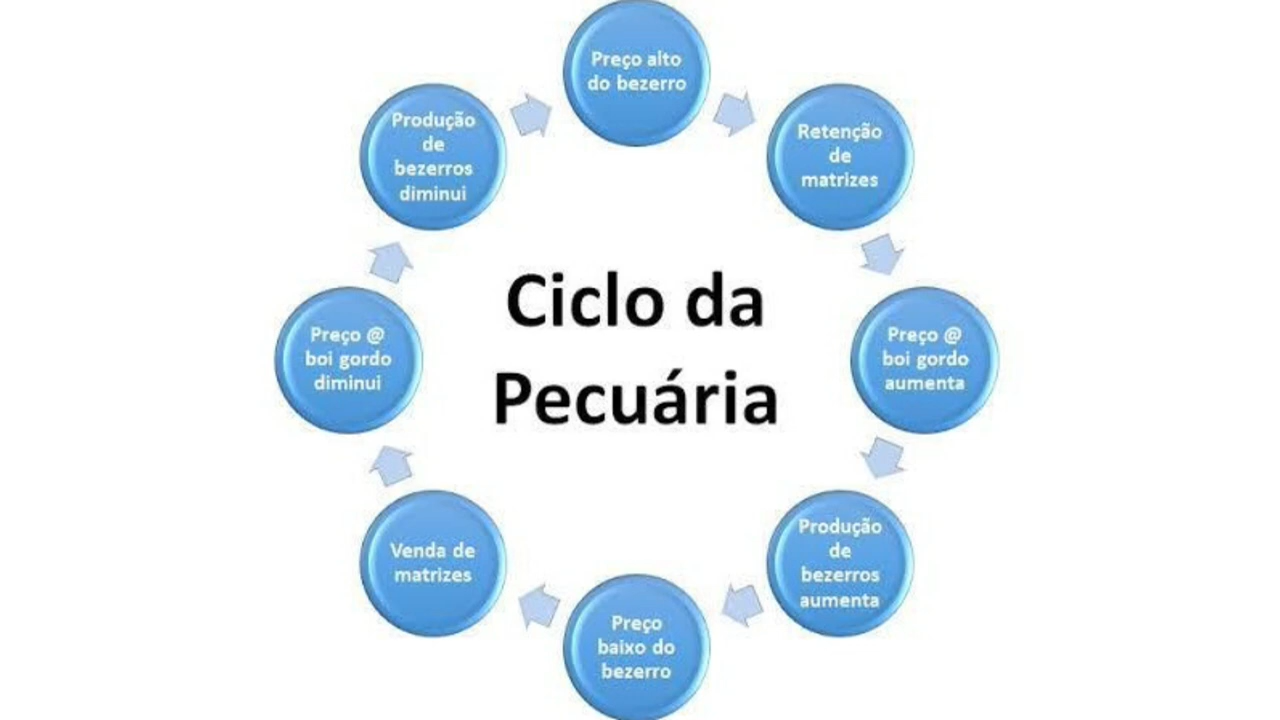 Preço alto
do bezerro
Retenção
de
matrizes
Preço @
boi gordo
aumenta
Produção
de
bezerros
aumenta
Preço
baixo do
bezerro
Venda de
matrizes
Preço @
boi gordo
diminui
Produção
de
bezerros
diminui
Ciclo da
Pecuária